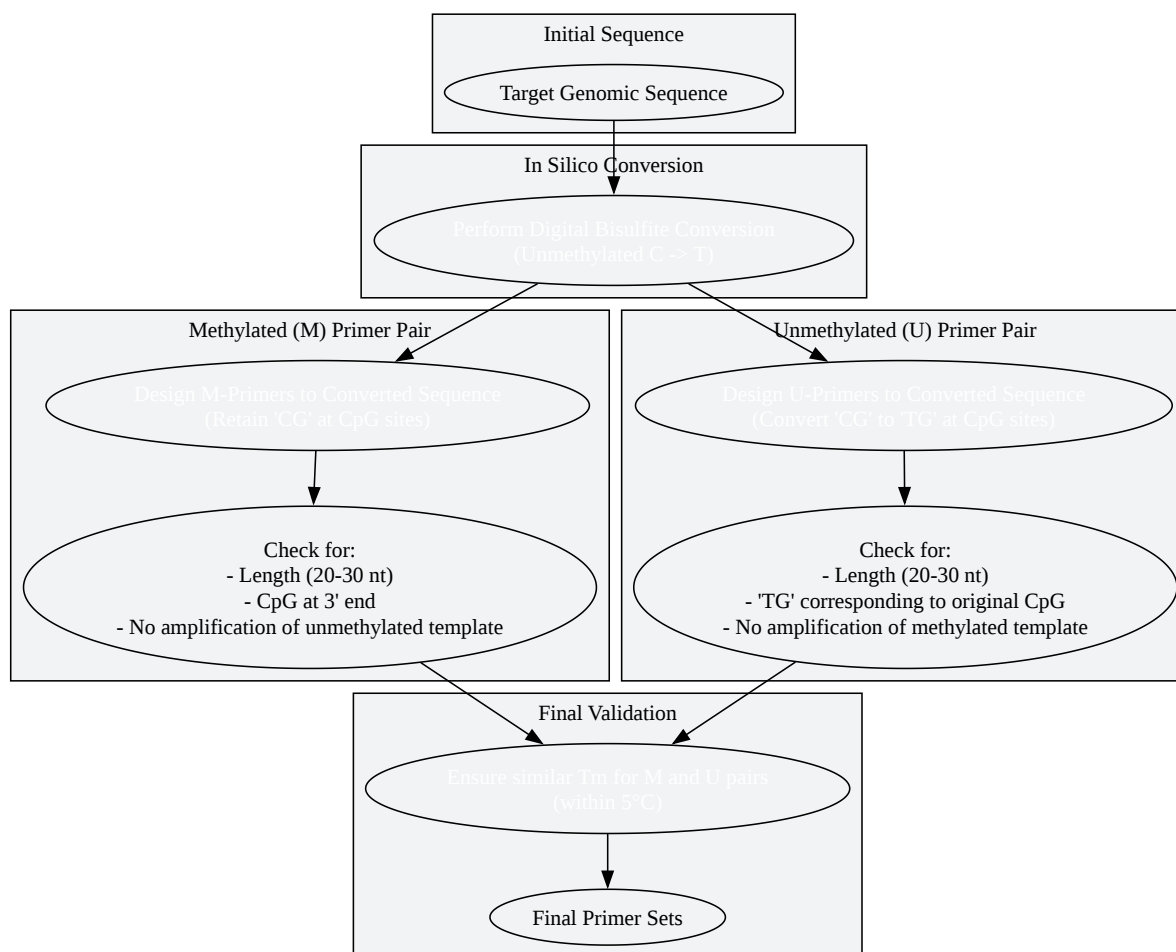 Initial Sequence
Target Genomic Sequence
In Silico Conversion
Perform Digital Bisulfite Conversion
(Unmethylated C -> T)
Methylated (M) Primer Pair
Design M-Primers to Converted Sequence
(Retain 'CG' at CpG sites)
Check for:
- Length (20-30 nt)
- CpG at 3' end
- No amplification of unmethylated template
Unmethylated (U) Primer Pair
Design U-Primers to Converted Sequence
(Convert 'CG' to 'TG' at CpG sites)
Check for:
- Length (20-30 nt)
- 'TG' corresponding to original CpG
- No amplification of methylated template
Final Validation
Ensure similar Tm for M and U pairs
(within 5°C)
Final Primer Sets